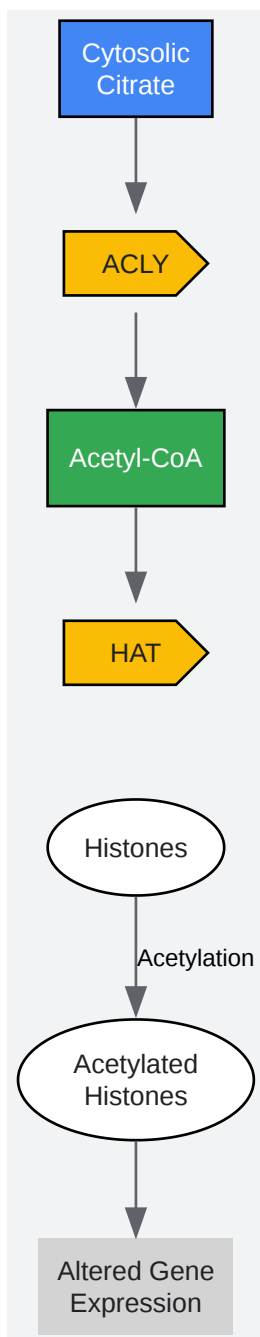 Cytosolic
Citrate
ACLY
Acetyl-CoA
HAT
Histones
Acetylation
Acetylated
Histones
Altered Gene
Expression